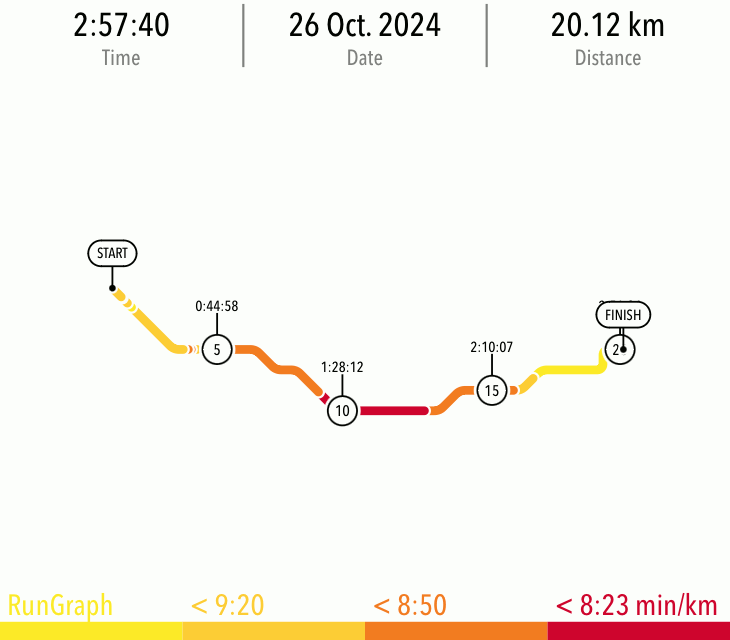 2:57:40
Time
26 Oct. 2024
Date
20.12 km
Distance
START
0:44:58
5
1:28:12
10
2:10:07
15
FINISH
RunGraph
< 9:20
< 8:50
< 8:23 min/km